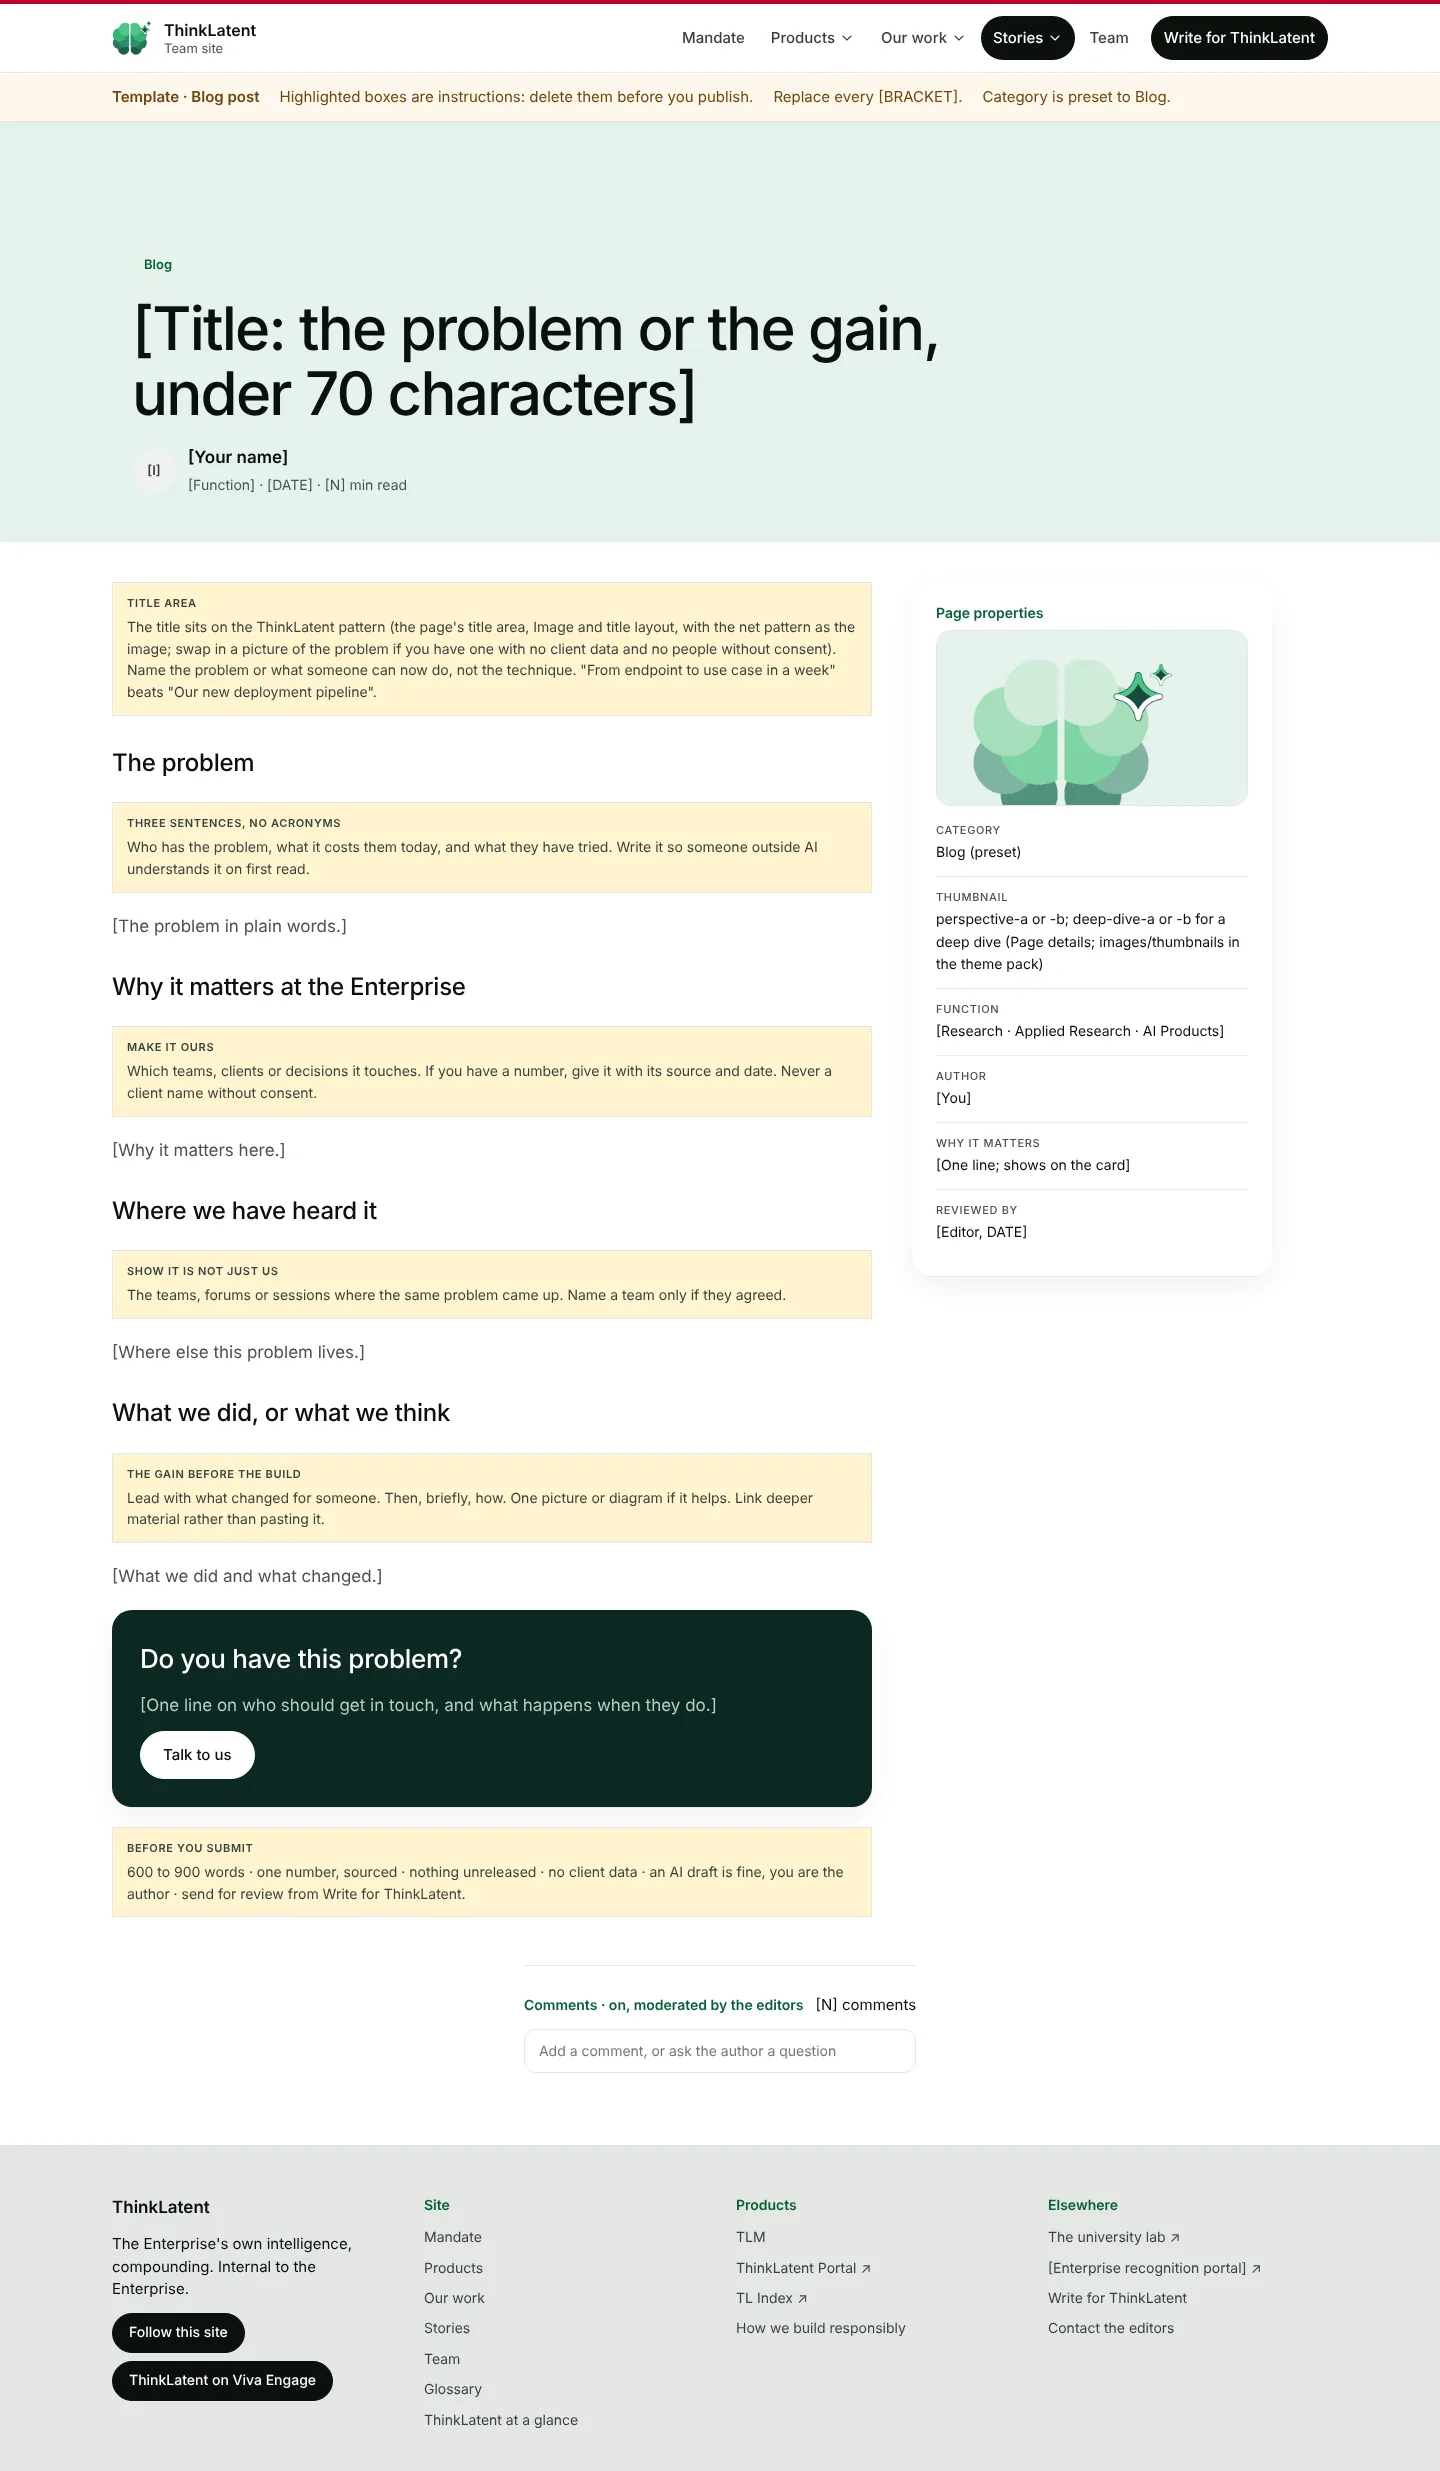 ThinkLatent
Team site
Mandate
Products
Our work
Stories
Team
Write for ThinkLatent
Template · Blog post
Highlighted boxes are instructions: delete them before you publish.
Replace every [BRACKET].
Category is preset to Blog.
Blog
[Title: the problem or the gain,
under 70 characters]
[I]
[Your name]
[Function] · [DATE] · [N] min read
TITLE AREA
The title sits on the ThinkLatent pattern (the page's title area, Image and title layout, with the net pattern as the
image; swap in a picture of the problem if you have one with no client data and no people without consent).
Name the problem or what someone can now do, not the technique. "From endpoint to use case in a week"
beats "Our new deployment pipeline".
The problem
THREE SENTENCES, NO ACRONYMS
Who has the problem, what it costs them today, and what they have tried. Write it so someone outside AI
understands it on first read.
[The problem in plain words.]
Why it matters at the Enterprise
MAKE IT OURS
Which teams, clients or decisions it touches. If you have a number, give it with its source and date. Never a
client name without consent.
[Why it matters here.]
Where we have heard it
SHOW IT IS NOT JUST US
The teams, forums or sessions where the same problem came up. Name a team only if they agreed.
[Where else this problem lives.]
What we did, or what we think
THE GAIN BEFORE THE BUILD
Lead with what changed for someone. Then, briefly, how. One picture or diagram if it helps. Link deeper
material rather than pasting it.
[What we did and what changed.]
Do you have this problem?
[One line on who should get in touch, and what happens when they do.]
Talk to us
BEFORE YOU SUBMIT
600 to 900 words · one number, sourced · nothing unreleased · no client data · an AI draft is fine, you are the
author · send for review from Write for ThinkLatent.
Page properties
CATEGORY
Blog (preset)
THUMBNAIL
perspective-a or -b; deep-dive-a or -b for a
deep dive (Page details; images/thumbnails in
the theme pack)
FUNCTION
[Research · Applied Research · AI Products]
AUTHOR
[You]
WHY IT MATTERS
[One line; shows on the card]
REVIEWED BY
[Editor, DATE]
Comments · on, moderated by the editors
[N] comments
Add a comment, or ask the author a question
ThinkLatent
The Enterprise's own intelligence,
compounding. Internal to the
Enterprise.
Follow this site
ThinkLatent on Viva Engage
Site
Mandate
Products
Our work
Stories
Team
Glossary
ThinkLatent at a glance
Products
TLM
ThinkLatent Portal ↗
TL Index ↗
How we build responsibly
Elsewhere
The university lab ↗
[Enterprise recognition portal] ↗
Write for ThinkLatent
Contact the editors